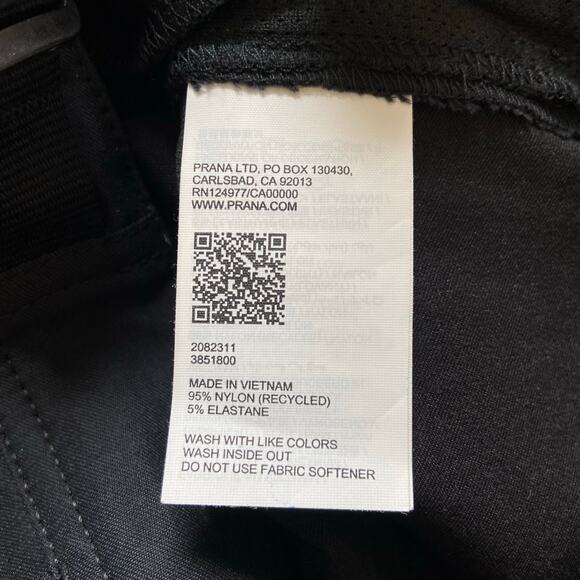 PRANA LTD, PO BOX 130430,
CARLSBAD, CA 92013
RN124977/CA00000
WWW.PRANA.COM
2082311
3851800
MADE IN VIETNAM
95% NYLON (RECYCLED)
5% ELASTANE
WASH WITH LIKE COLORS
WASH INSIDE OUT
DO NOT USE FABRIC SOFTENER